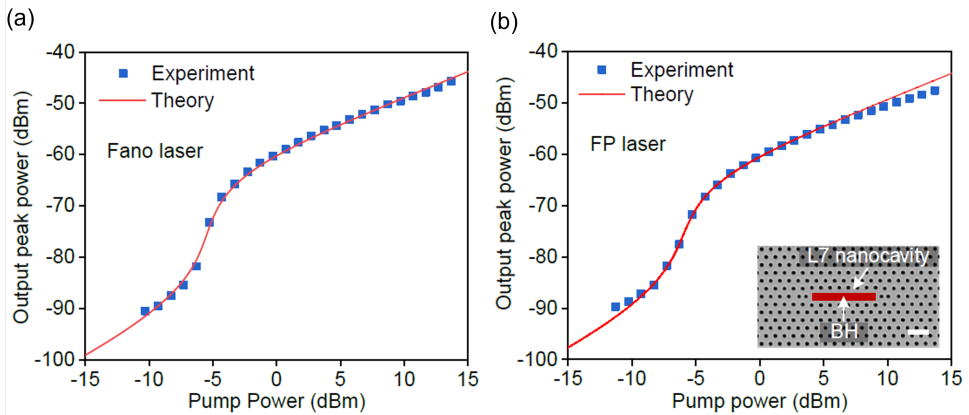 (a)
Output peak power (dBm)
-40
-50
-60
-70
-80
-90
-100
Experiment
Theory
Fano laser
-15 -10 -5 0 5 10 15
Pump Power (dBm)
(b)
Output peak power (dBm)
-40
-50
-60
-70
-80
-90
-100
Experiment
Theory
FP laser
L7 nanocavity
BH
-15 -10 -5 0 5 10 15
Pump power (dBm)